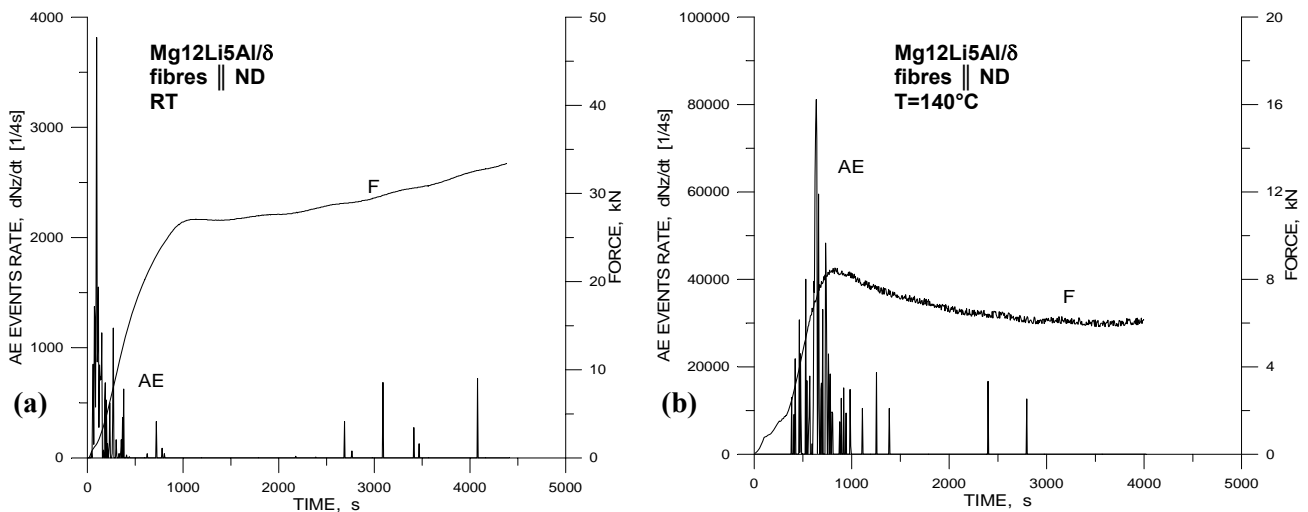 4000
3000
2000
1000
0
AE EVENTS RATE, dNz/dt [1/4s]
Mg12Li5Al/δ
fibres ║ ND
RT
F
AE
(a)
50
40
30
20
10
0
FORCE, kN
0 1000 2000 3000 4000 5000
TIME, s
100000
80000
60000
40000
20000
0
AE EVENTS RATE, dNz/dt [1/4s]
Mg12Li5Al/δ
fibres ║ ND
T=140°C
AE
F
(b)
20
16
12
8
4
0
FORCE, kN
0 1000 2000 3000 4000 5000
TIME, s